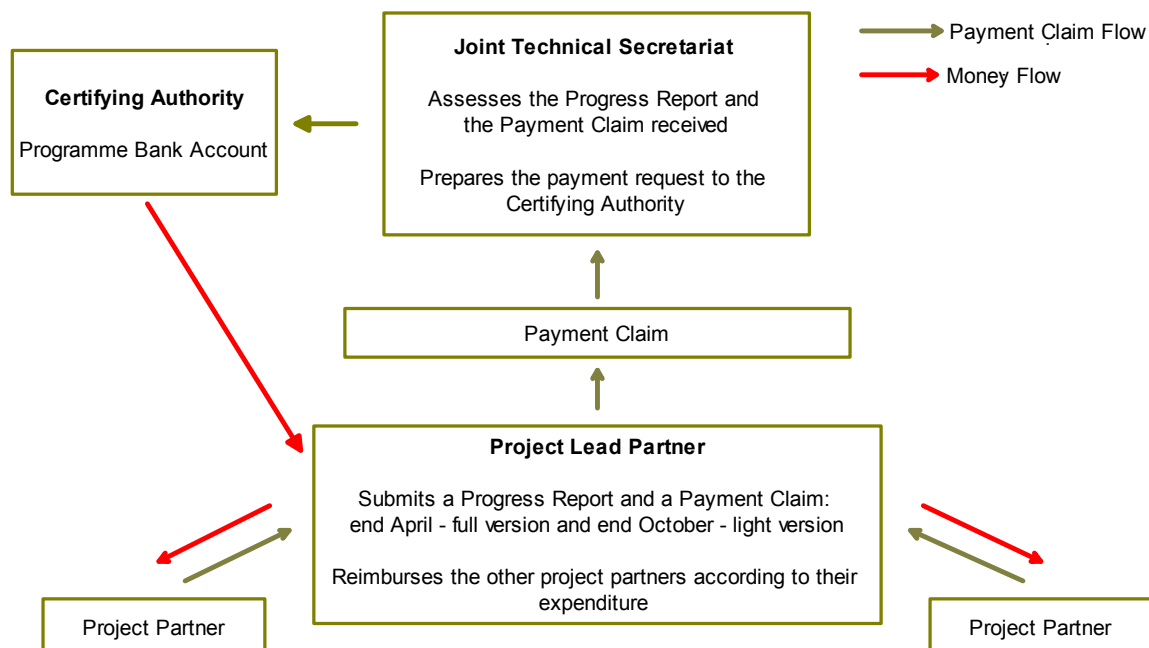 Joint Technical Secretariat
Assesses the Progress Report and
the Payment Claim received
Prepares the payment request to the
Certifying Authority
Payment Claim Flow
Money Flow
Certifying Authority
Programme Bank Account
Payment Claim
Project Lead Partner
Submits a Progress Report and a Payment Claim:
end April - full version and end October - light version
Reimburses the other project partners according to their
expenditure
Project Partner
Project Partner